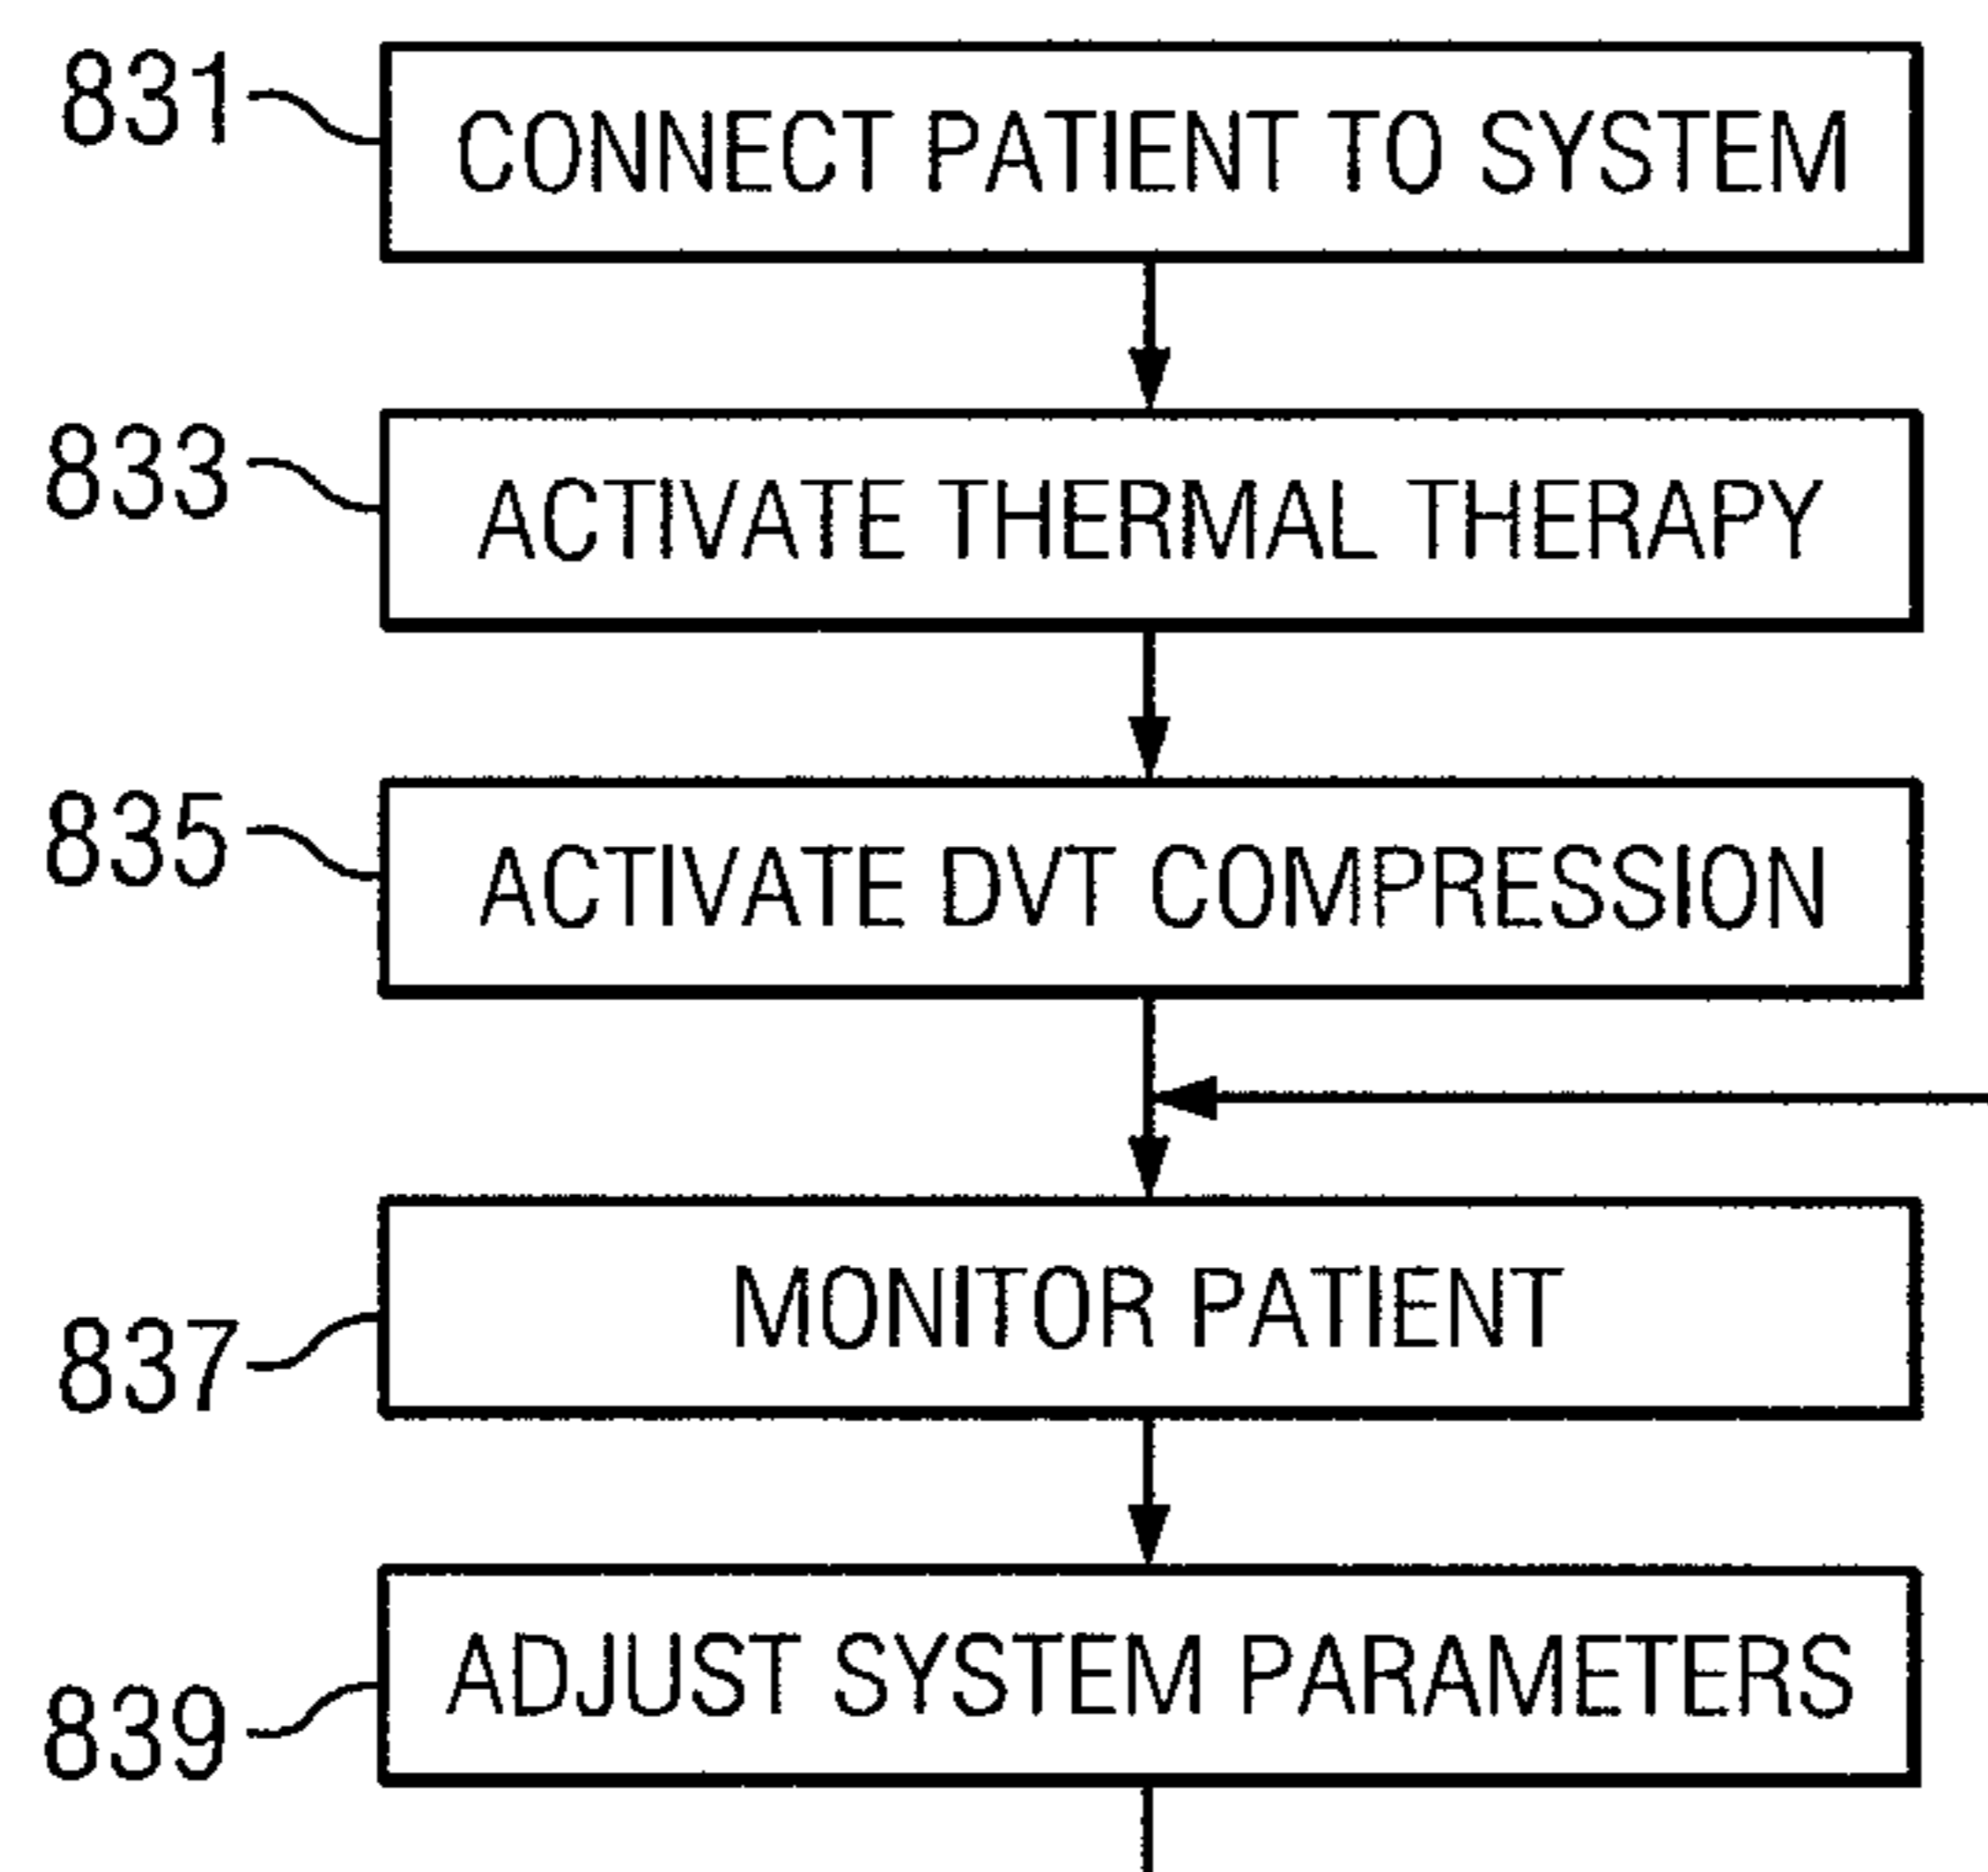 831 CONNECT PATIENT TO SYSTEM
833 ACTIVATE THERMAL THERAPY
835 ACTIVATE DVT COMPRESSION
837 MONITOR PATIENT
839 ADJUST SYSTEM PARAMETERS